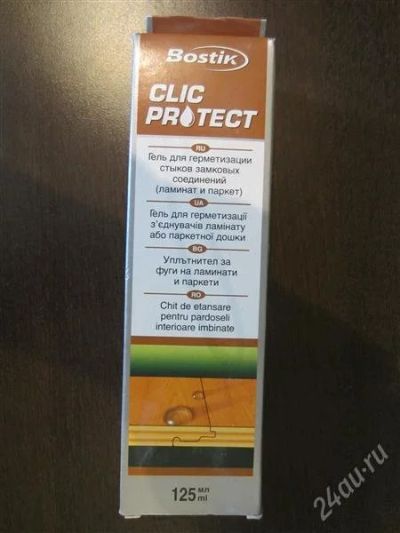 Bostik
CLIC
PROTECT
RU
Гель для герметизации
стыков замковых
соединений
(ламинат и паркет)
UA
Гель для герметизації
з'єднувачів ламінату
або паркетної дошки
BG
Уплътнител за
фуги на ламинати
и паркети
RO
Chit de etansare
pentru pardoseli
interioare imbinate
125 мл
ml
24au.ru